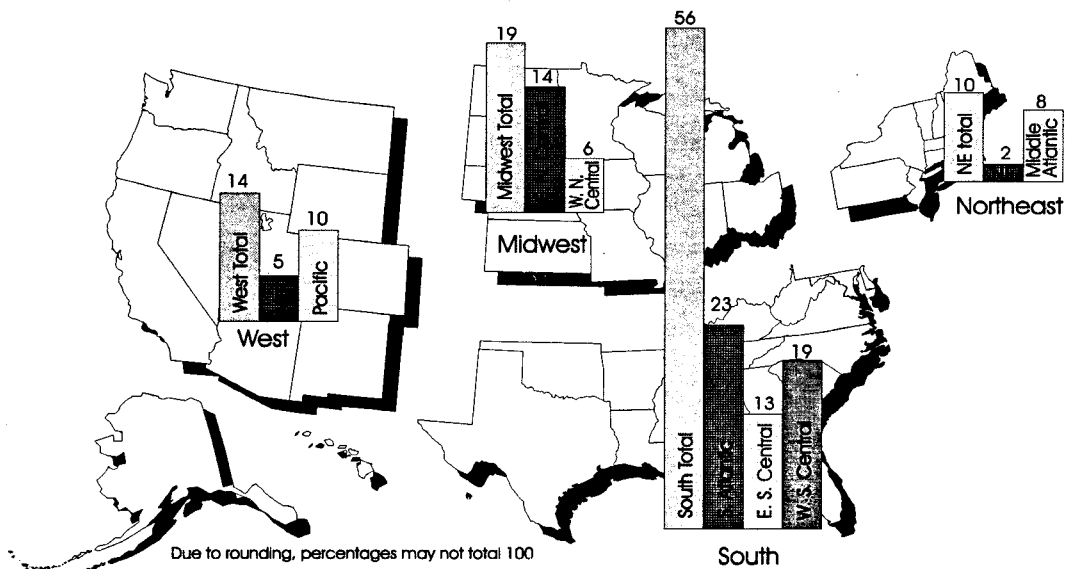 56
19
14
Midwest Total
6
W. N. Central
10
NE total
2
8
Middle Atlantic
Northeast
14
West Total
5
10
Pacific
West
Midwest
South Total
23
S. Atlantic
13
E. S. Central
19
W. S. Central
South
Due to rounding, percentages may not total 100